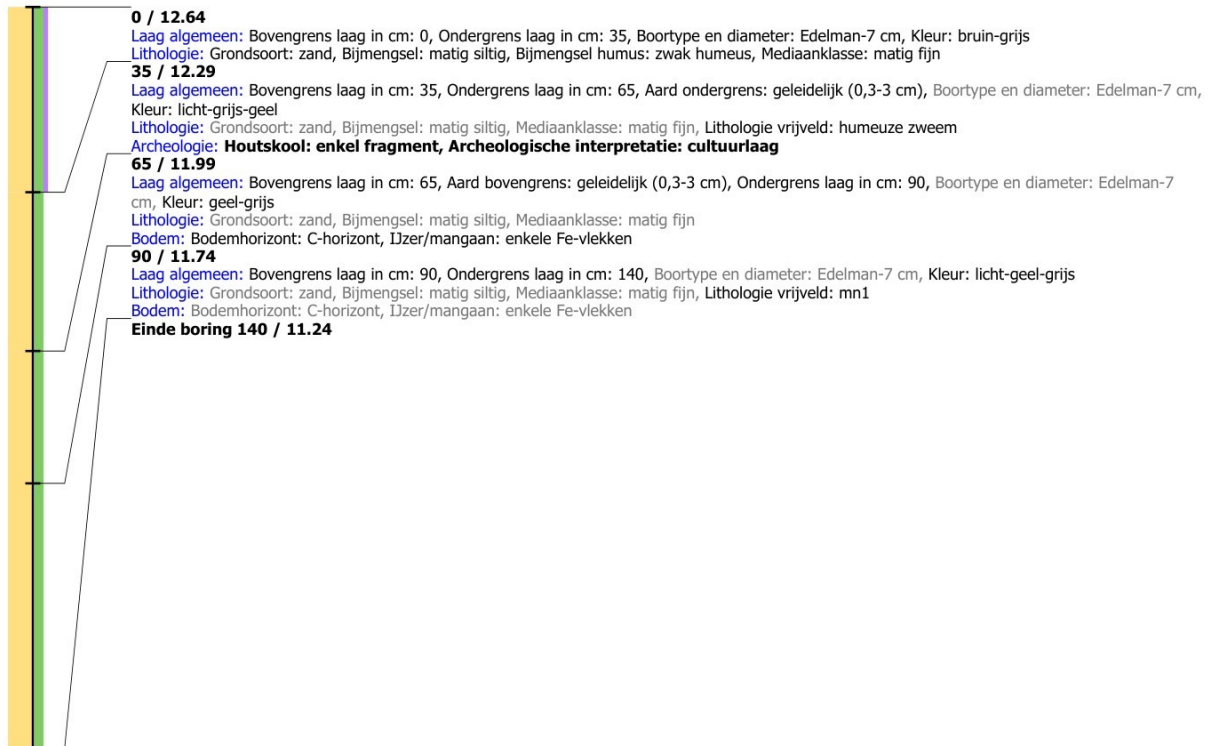 0 / 12.64
Laag algemeen: Bovengrens laag in cm: 0, Ondergrens laag in cm: 35, Boortype en diameter: Edelman-7 cm, Kleur: bruin-grijs
Lithologie: Grondsoort: zand, Bijmengsel: matig siltig, Bijmengsel humus: zwak humeus, Mediaanklasse: matig fijn
35 / 12.29
Laag algemeen: Bovengrens laag in cm: 35, Ondergrens laag in cm: 65, Aard ondergrens: geleidelijk (0,3-3 cm), Boortype en diameter: Edelman-7 cm,
Kleur: licht-grijs-geel
Lithologie: Grondsoort: zand, Bijmengsel: matig siltig, Mediaanklasse: matig fijn, Lithologie vrijveld: humeuze zweem
Archeologie: Houtskool: enkel fragment, Archeologische interpretatie: cultuurlaag
65 / 11.99
Laag algemeen: Bovengrens laag in cm: 65, Aard bovengrens: geleidelijk (0,3-3 cm), Ondergrens laag in cm: 90, Boortype en diameter: Edelman-7
cm, Kleur: geel-grijs
Lithologie: Grondsoort: zand, Bijmengsel: matig siltig, Mediaanklasse: matig fijn
Bodem: Bodemhorizont: C-horizont, IJzer/mangaan: enkele Fe-vlekken
90 / 11.74
Laag algemeen: Bovengrens laag in cm: 90, Ondergrens laag in cm: 140, Boortype en diameter: Edelman-7 cm, Kleur: licht-geel-grijs
Lithologie: Grondsoort: zand, Bijmengsel: matig siltig, Mediaanklasse: matig fijn, Lithologie vrijveld: mn1
Bodem: Bodemhorizont: C-horizont, IJzer/mangaan: enkele Fe-vlekken
Einde boring 140 / 11.24